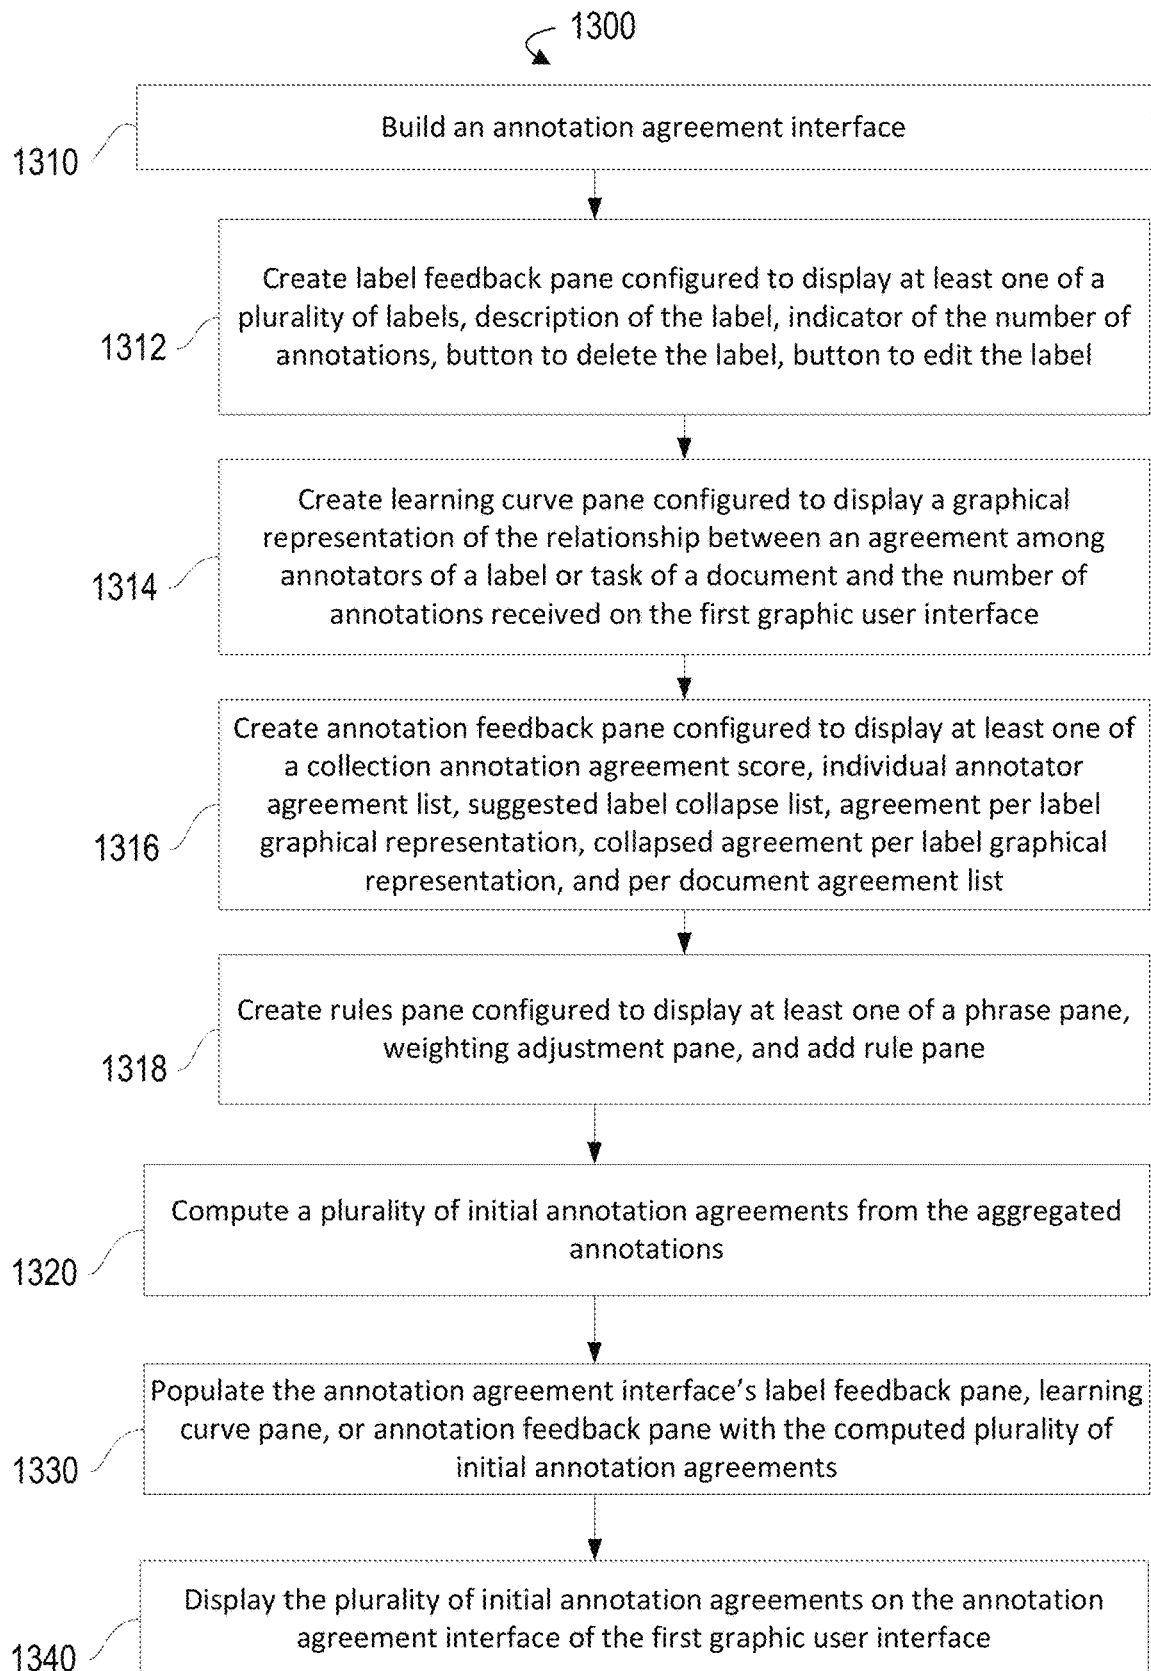 1300
Build an annotation agreement interface
1310
Create label feedback pane configured to display at least one of a
plurality of labels, description of the label, indicator of the number of
annotations, button to delete the label, button to edit the label
1312
Create learning curve pane configured to display a graphical
representation of the relationship between an agreement among
annotators of a label or task of a document and the number of
annotations received on the first graphic user interface
1314
Create annotation feedback pane configured to display at least one of
a collection annotation agreement score, individual annotator
agreement list, suggested label collapse list, agreement per label
graphical representation, collapsed agreement per label graphical
representation, and per document agreement list
1316
Create rules pane configured to display at least one of a phrase pane,
weighting adjustment pane, and add rule pane
1318
Compute a plurality of initial annotation agreements from the aggregated
annotations
1320
Populate the annotation agreement interface's label feedback pane, learning
curve pane, or annotation feedback pane with the computed plurality of
initial annotation agreements
1330
Display the plurality of initial annotation agreements on the annotation
agreement interface of the first graphic user interface
1340